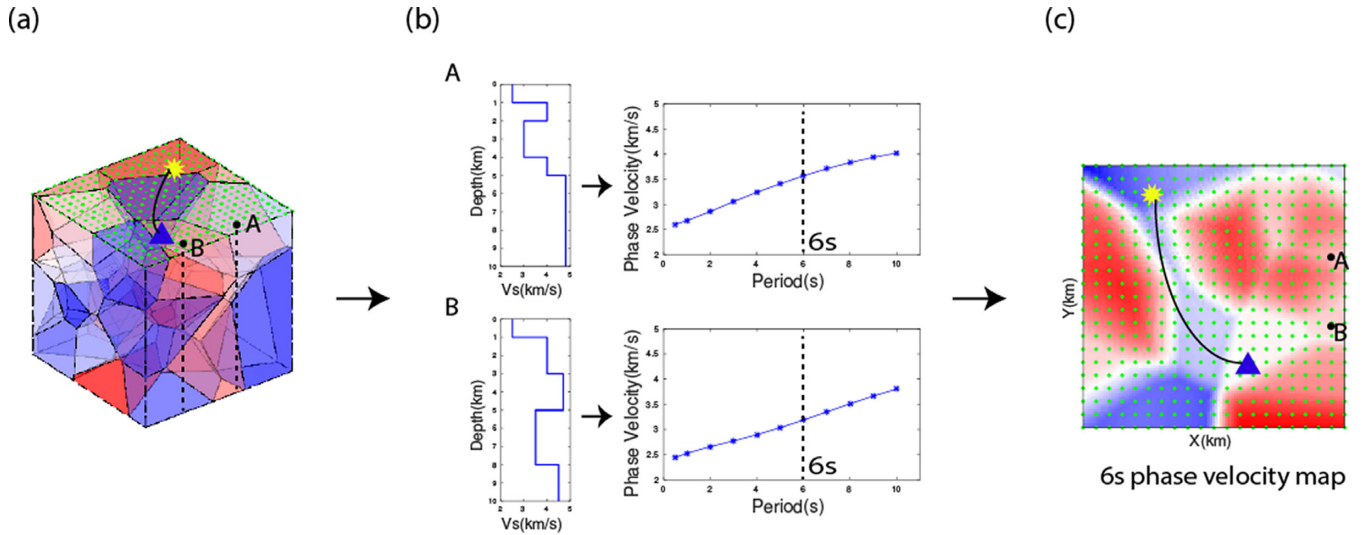 (a)
(b)
(c)
A
B
A
Depth(km)
0
1
2
3
4
5
6
7
8
9
10
2
3
4
5
Vs(km/s)
Phase Velocity(km/s)
5
4.5
4
3.5
3
2.5
2
0
2
4
6
8
10
6s
Period(s)
B
Depth(km)
0
1
2
3
4
5
6
7
8
9
10
2
3
4
5
Vs(km/s)
Phase Velocity(km/s)
5
4.5
4
3.5
3
2.5
2
0
2
4
6
8
10
6s
Period(s)
Y(km)
A
B
X(km)
6s phase velocity map